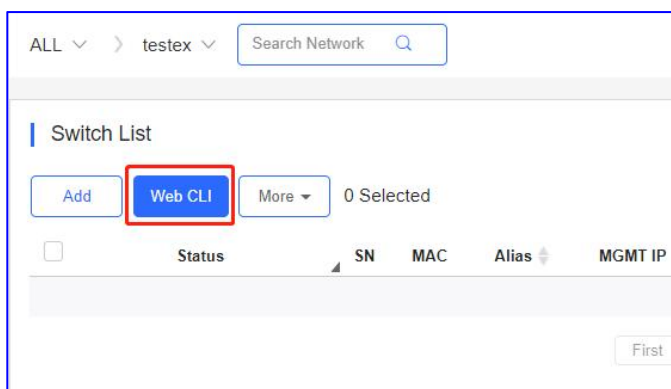 ALL testex Search Network
Switch List
Add Web CLI More 0 Selected
Status SN MAC Alias MGMT IP
First